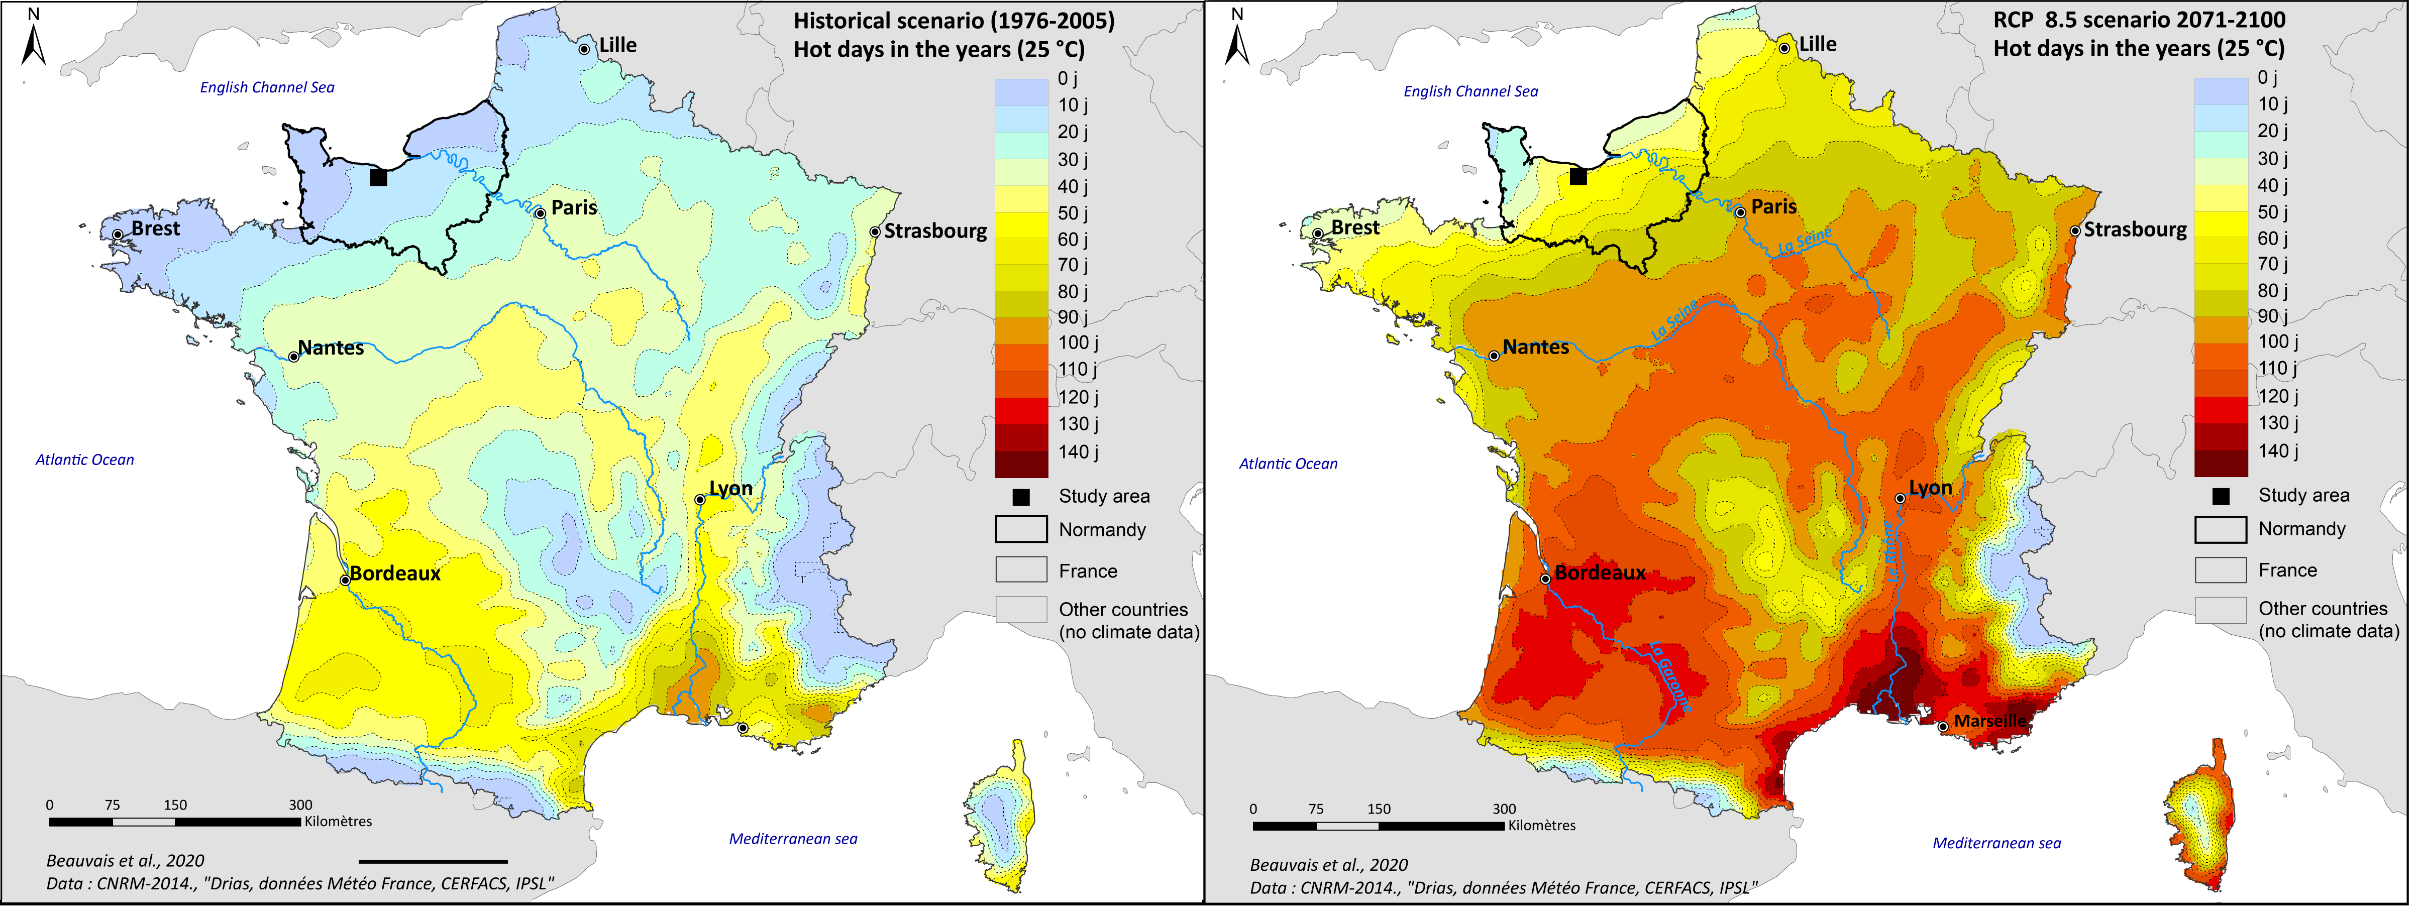 N
Historical scenario (1976-2005)
Hot days in the years (25 °C)
Lille
English Channel Sea
Brest
Paris
Strasbourg
Nantes
Atlantic Ocean
Lyon
Bordeaux
0 j
10 j
20 j
30 j
40 j
50 j
60 j
70 j
80 j
90 j
100 j
110 j
120 j
130 j
140 j
Study area
Normandy
France
Other countries
(no climate data)
0 75 150 300
Kilomètres
Mediterranean sea
Beauvais et al., 2020
Data : CNRM-2014., "Drias, données Météo France, CERFACS, IPSL"
N
RCP 8.5 scenario 2071-2100
Hot days in the years (25 °C)
Lille
English Channel Sea
Brest
Paris
La Seine
Strasbourg
La Seine
Nantes
Atlantic Ocean
Lyon
La Rhône
Bordeaux
La Garonne
Marseille
0 j
10 j
20 j
30 j
40 j
50 j
60 j
70 j
80 j
90 j
100 j
110 j
120 j
130 j
140 j
Study area
Normandy
France
Other countries
(no climate data)
0 75 150 300
Kilomètres
Mediterranean sea
Beauvais et al., 2020
Data : CNRM-2014., "Drias, données Météo France, CERFACS, IPSL"